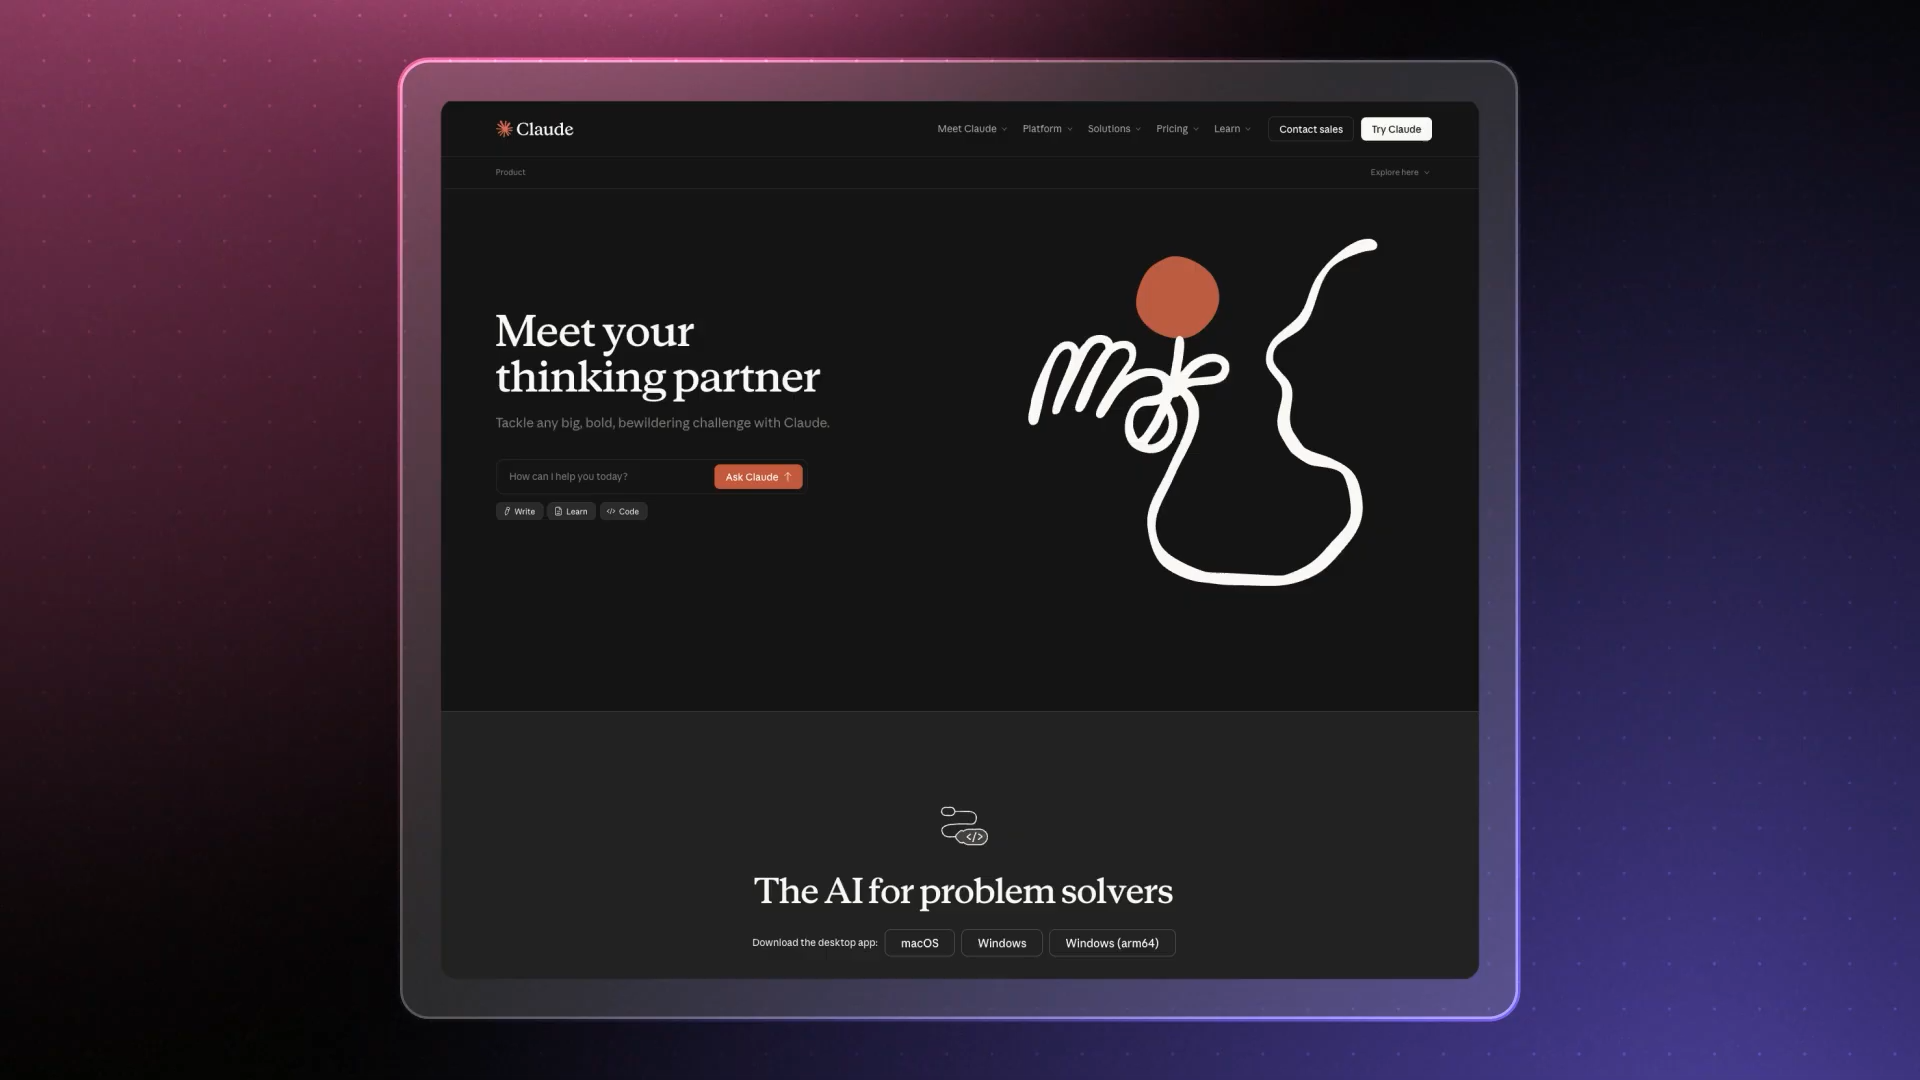 Claude
Meet Claude
Platform
Solutions
Pricing
Learn
Contact sales
Try Claude
Product
Explore here
Meet your
thinking partner
Tackle any big, bold, bewildering challenge with Claude.
How can I help you today?
Ask Claude
Write
Learn
</> Code
</>
The AI for problem solvers
Download the desktop app:
macOS
Windows
Windows (arm64)